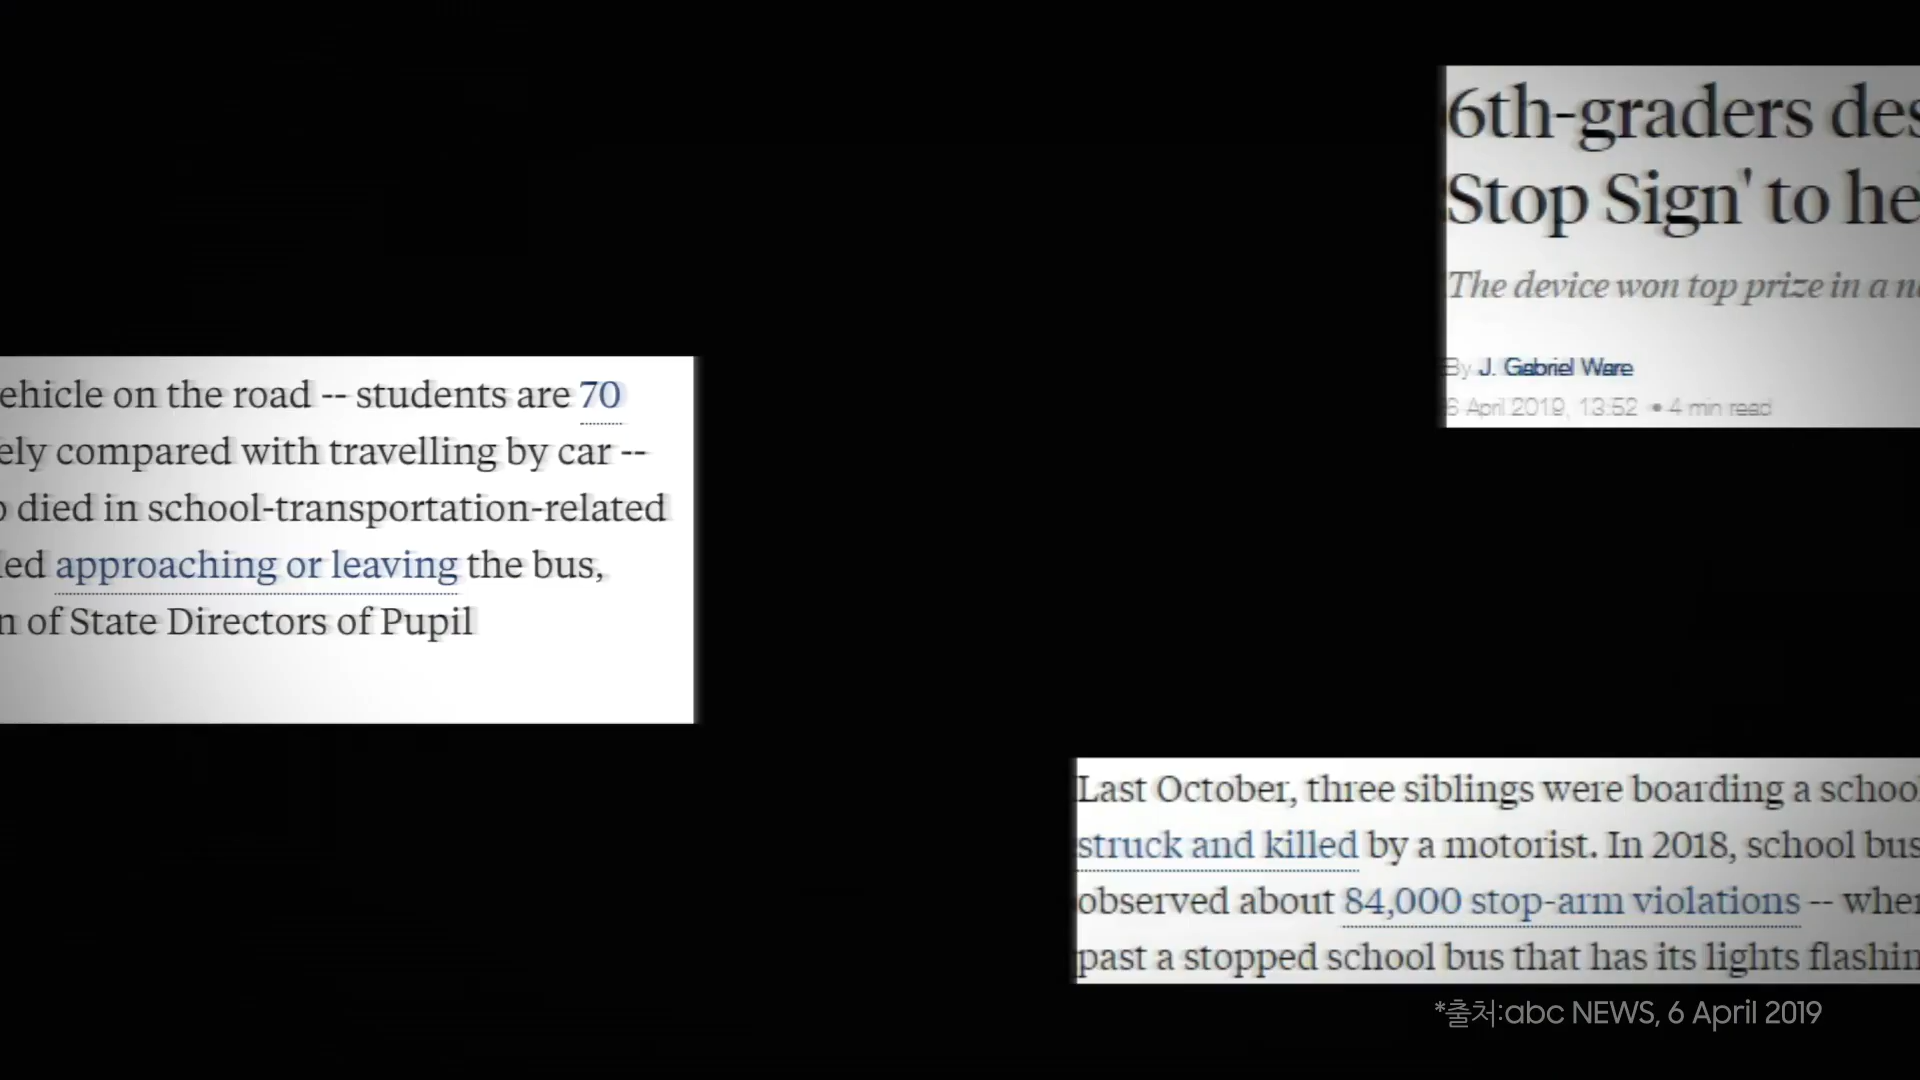 6th-graders des
Stop Sign' to he
The device won top prize in a n
By J. Gabriel Ware
6 April 2019, 13:52 • 4 min read
ehicle on the road -- students are 70
ely compared with travelling by car --
died in school-transportation-related
led approaching or leaving the bus,
n of State Directors of Pupil
Last October, three siblings were boarding a school
struck and killed by a motorist. In 2018, school bus
observed about 84,000 stop-arm violations -- when
past a stopped school bus that has its lights flashin
*출처:abc NEWS, 6 April 2019